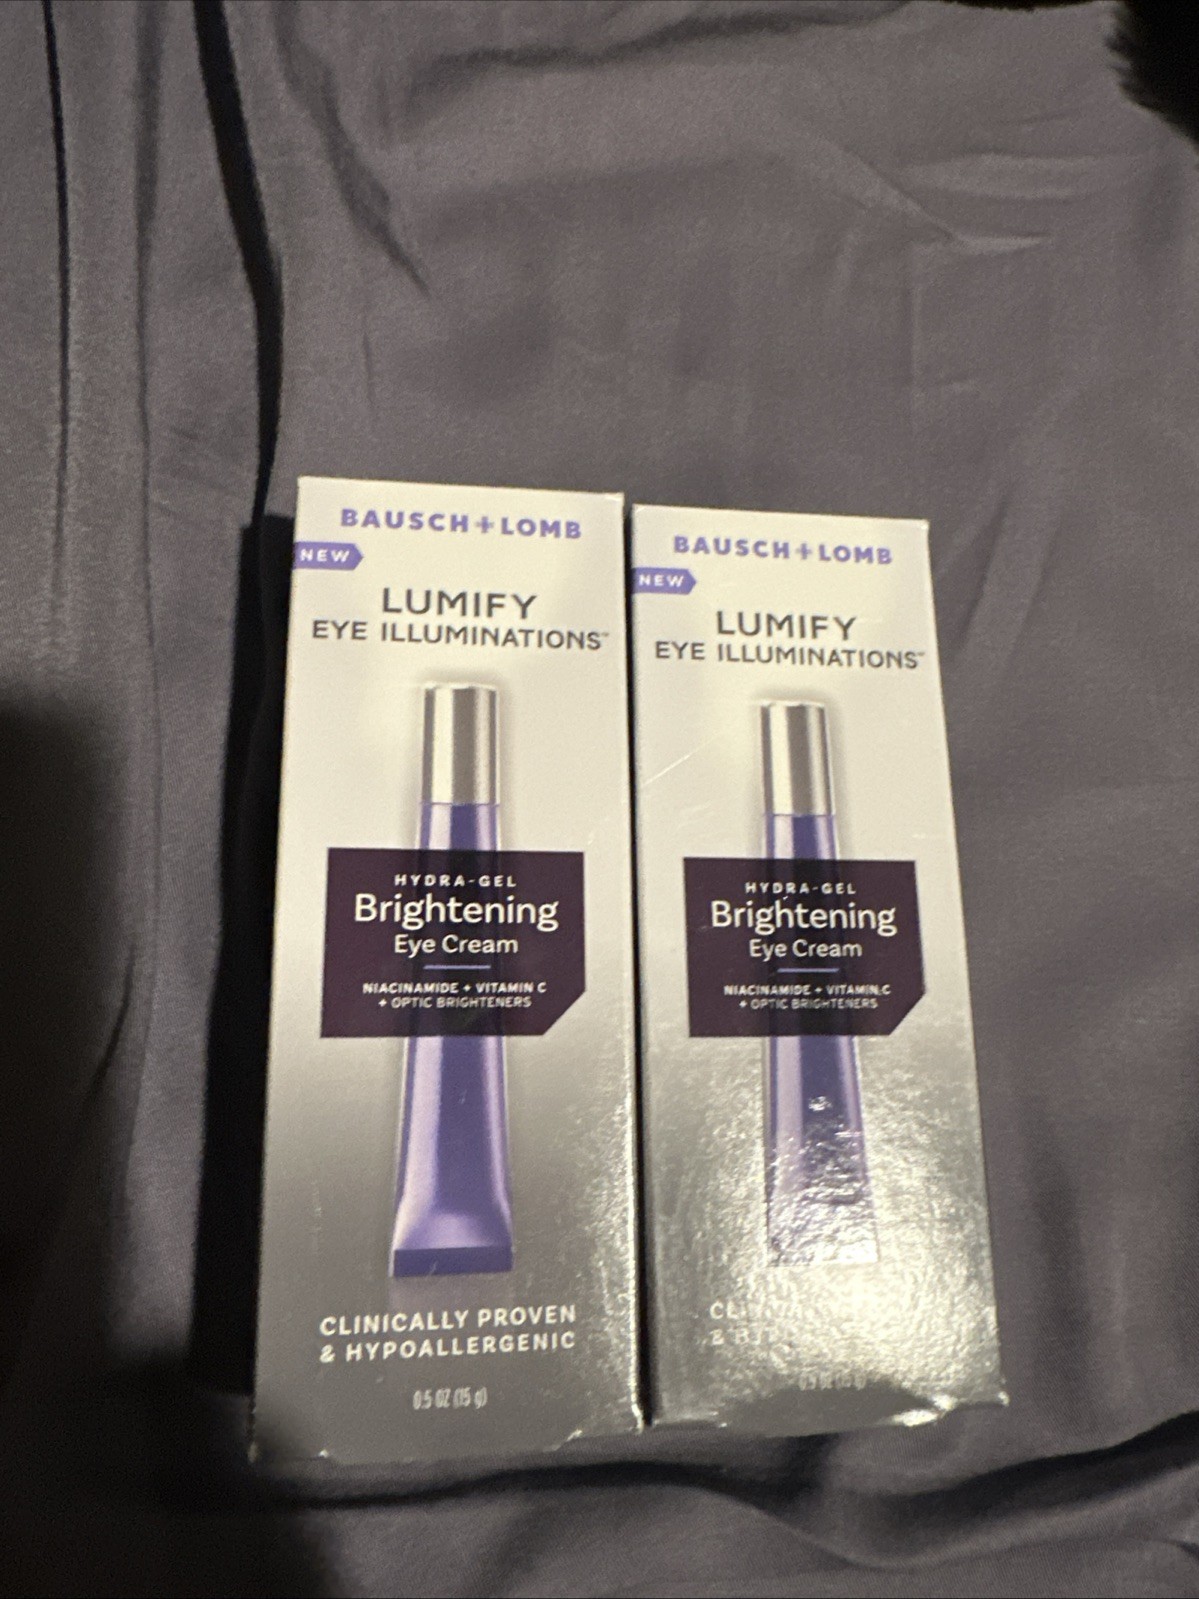 BAUSCH + LOMB
NEW
LUMIFY
EYE ILLUMINATIONS™
HYDRA-GEL
Brightening
Eye Cream
NIACINAMIDE + VITAMIN C
+ OPTIC BRIGHTENERS
CLINICALLY PROVEN
& HYPOALLERGENIC
0.5 OZ (15 g)
BAUSCH + LOMB
NEW
LUMIFY
EYE ILLUMINATIONS™
HYDRA-GEL
Brightening
Eye Cream
NIACINAMIDE + VITAMIN C
+ OPTIC BRIGHTENERS